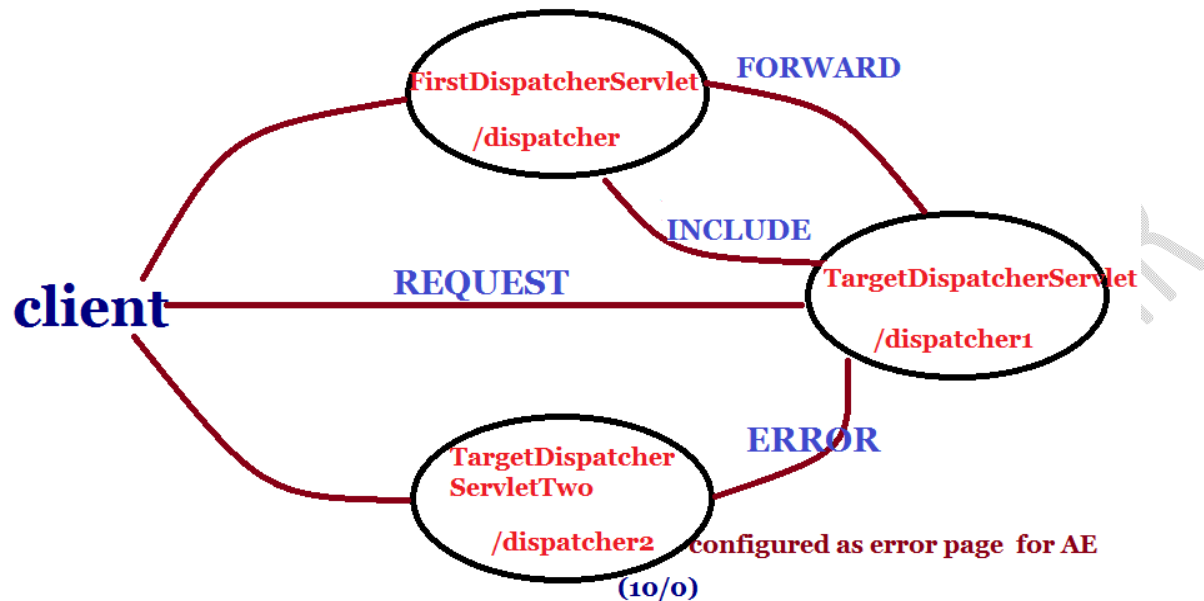 FirstDispatcherServlet
/dispatcher
FORWARD
INCLUDE
REQUEST
client
TargetDispatcherServlet
/dispatcher1
ERROR
TargetDispatcher
ServletTwo
/dispatcher2
configured as error page for AE
(10/0)